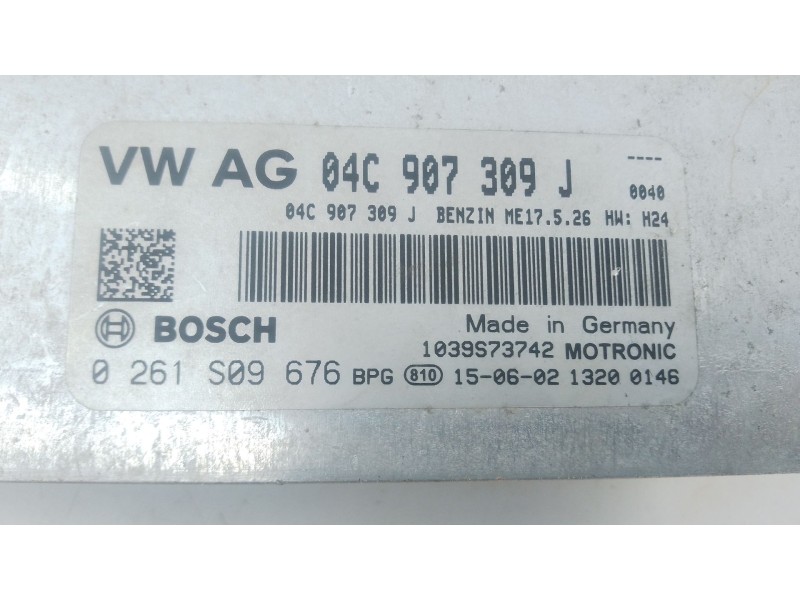 VW AG 04C 907 309 J ----
0040
04C 907 309 J BENZIN ME17.5.26 HW: H24
BOSCH Made in Germany
1039S73742 MOTRONIC
0 261 S09 676 BPG 810 15-06-02 1320 0146